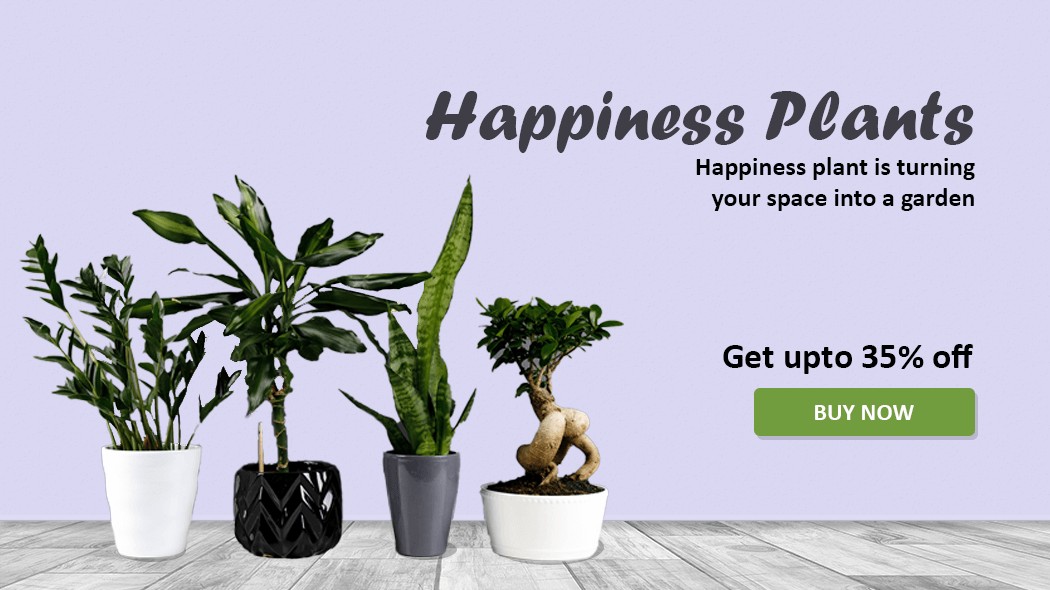 Happiness Plants
Happiness plant is turning
your space into a garden
Get upto 35% off
BUY NOW